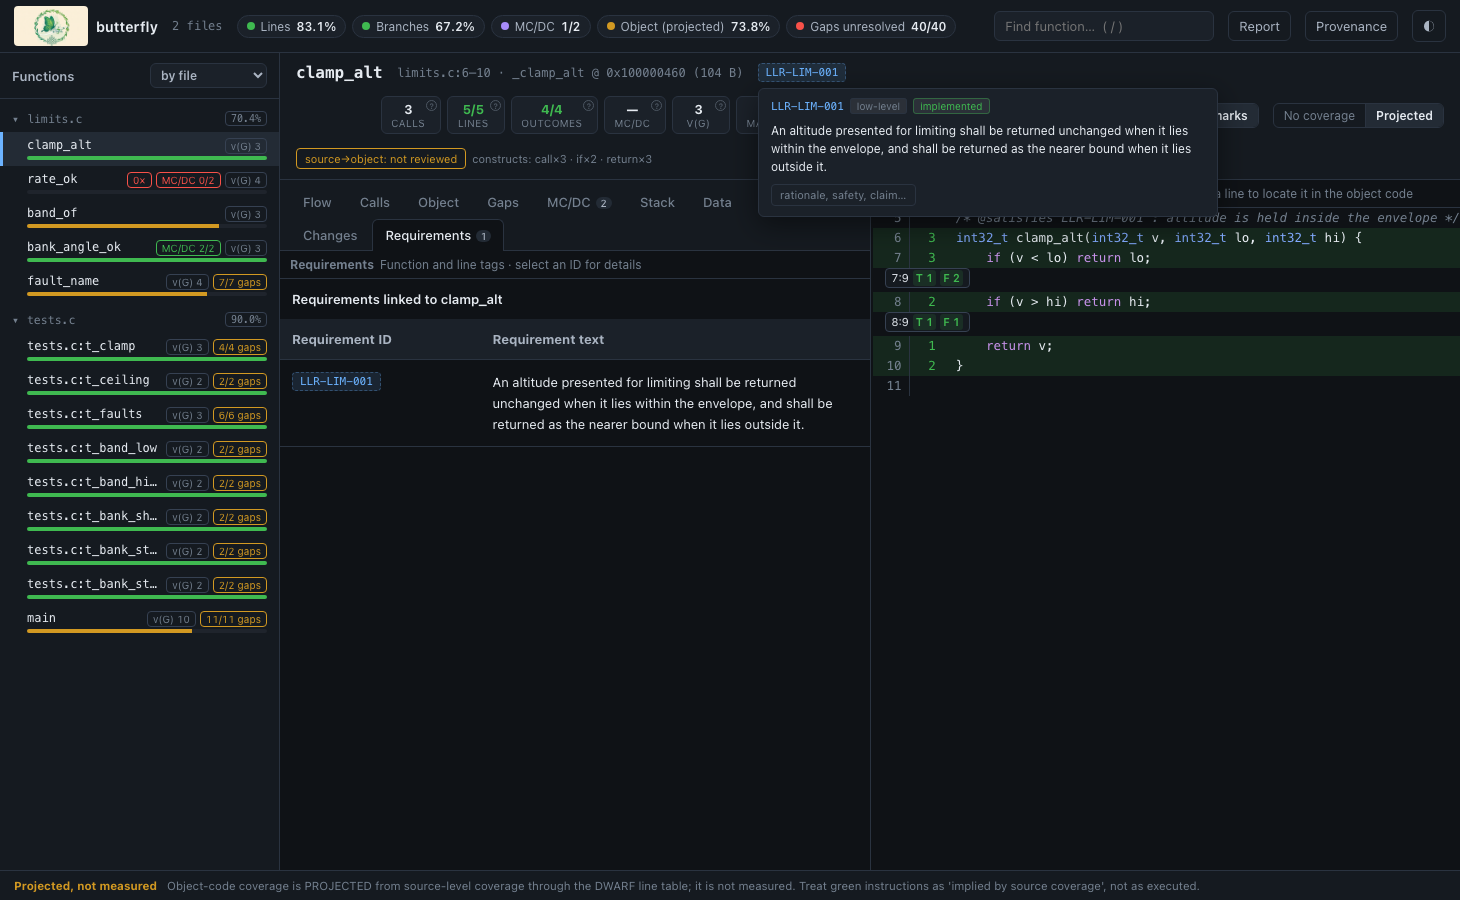 butterfly 2 files Lines 83.1% Branches 67.2% MC/DC 1/2 Object (projected) 73.8% Gaps unresolved 40/40 Find function... ( / ) Report Provenance
Functions by file
limits.c 70.4%
clamp_alt v(G) 3
rate_ok 0× MC/DC 0/2 v(G) 4
band_of v(G) 3
bank_angle_ok MC/DC 2/2 v(G) 3
fault_name v(G) 4 7/7 gaps
tests.c 90.0%
tests.c:t_clamp v(G) 3 4/4 gaps
tests.c:t_ceiling v(G) 2 2/2 gaps
tests.c:t_faults v(G) 3 6/6 gaps
tests.c:t_band_low v(G) 2 2/2 gaps
tests.c:t_band_hi… v(G) 2 2/2 gaps
tests.c:t_bank_sh… v(G) 2 2/2 gaps
tests.c:t_bank_st… v(G) 2 2/2 gaps
tests.c:t_bank_st… v(G) 2 2/2 gaps
main v(G) 10 11/11 gaps
clamp_alt limits.c:6–10 · _clamp_alt @ 0x100000460 (104 B) LLR-LIM-001
3 ? CALLS
5/5 ? LINES
4/4 ? OUTCOMES
— ? MC/DC
3 ? V(G)
marks No coverage Projected
LLR-LIM-001 low-level implemented
An altitude presented for limiting shall be returned unchanged when it lies
within the envelope, and shall be returned as the nearer bound when it lies
outside it.
rationale, safety, claim...
source→object: not reviewed constructs: call×3 · if×2 · return×3
Flow Calls Object Gaps MC/DC 2 Stack Data
Changes Requirements 1
Requirements Function and line tags · select an ID for details
Requirements linked to clamp_alt
Requirement ID Requirement text
LLR-LIM-001
An altitude presented for limiting shall be returned
unchanged when it lies within the envelope, and shall be
returned as the nearer bound when it lies outside it.
a line to locate it in the object code
5 /* @satisfies LLR-LIM-001 : altitude is held inside the envelope */
6 3 int32_t clamp_alt(int32_t v, int32_t lo, int32_t hi) {
7 3 if (v < lo) return lo;
7:9 T 1 F 2
8 2 if (v > hi) return hi;
8:9 T 1 F 1
9 1 return v;
10 2 }
11
Projected, not measured Object-code coverage is PROJECTED from source-level coverage through the DWARF line table; it is not measured. Treat green instructions as 'implied by source coverage', not as executed.